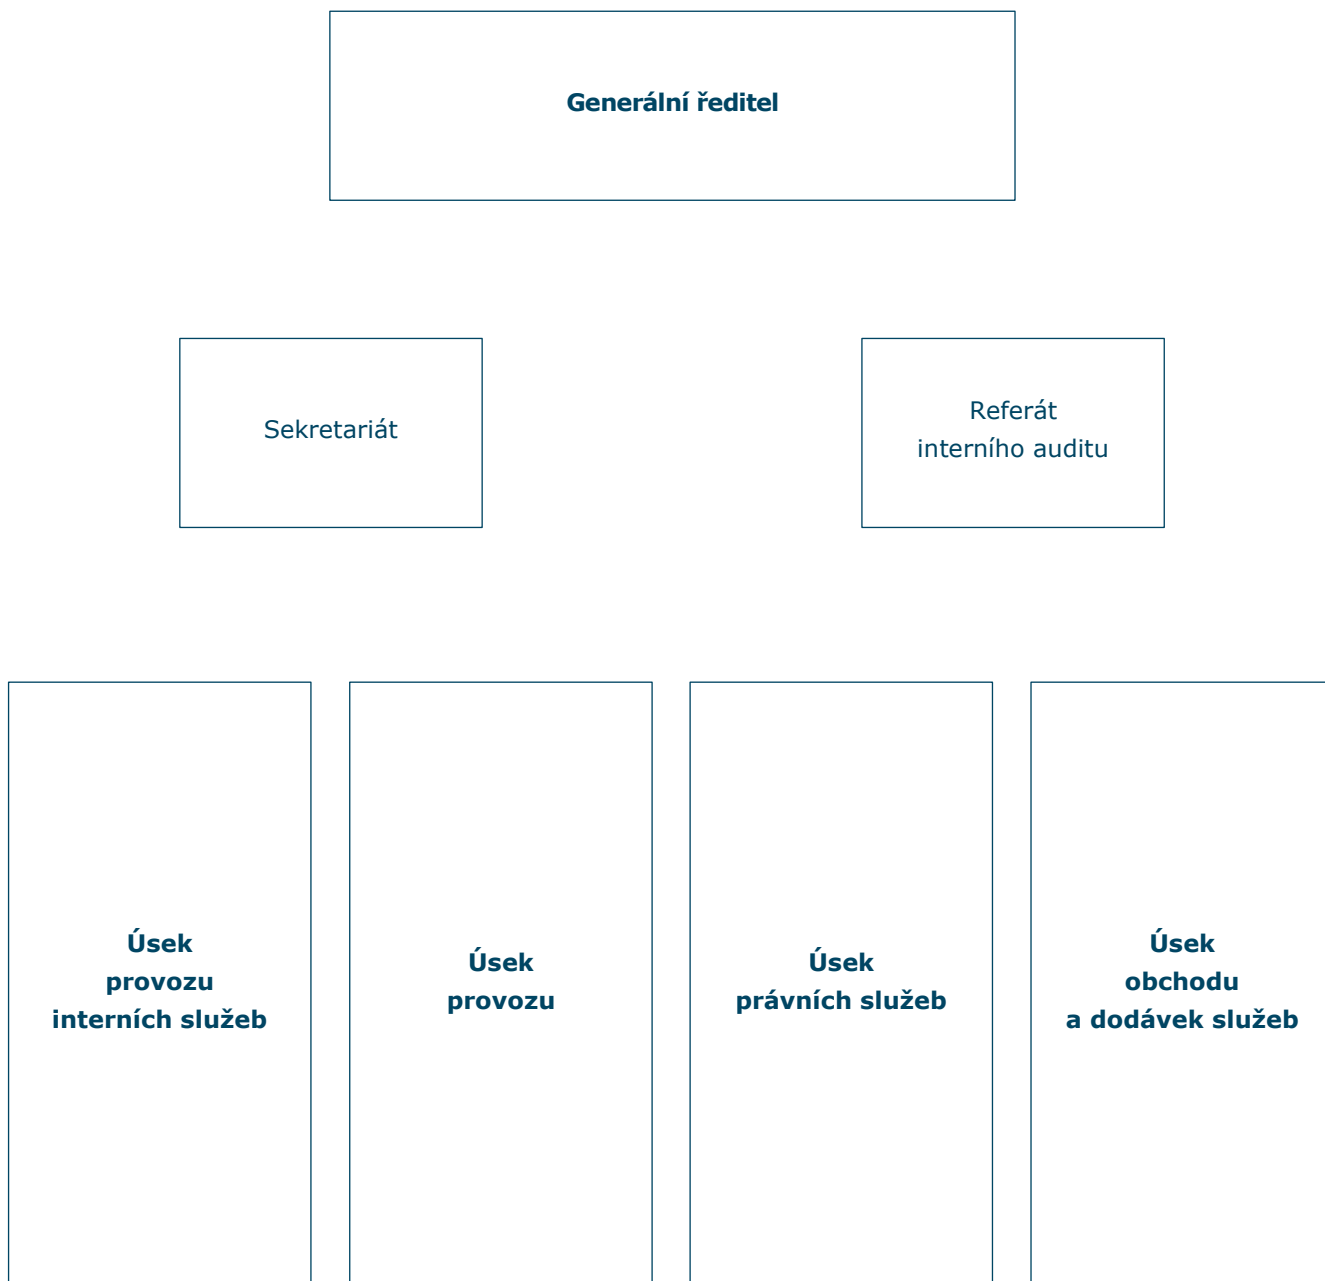 Generální ředitel
Sekretariát
Referát
interního auditu
Úsek
provozu
interních služeb
Úsek
provozu
Úsek
právních služeb
Úsek
obchodu
a dodávek služeb